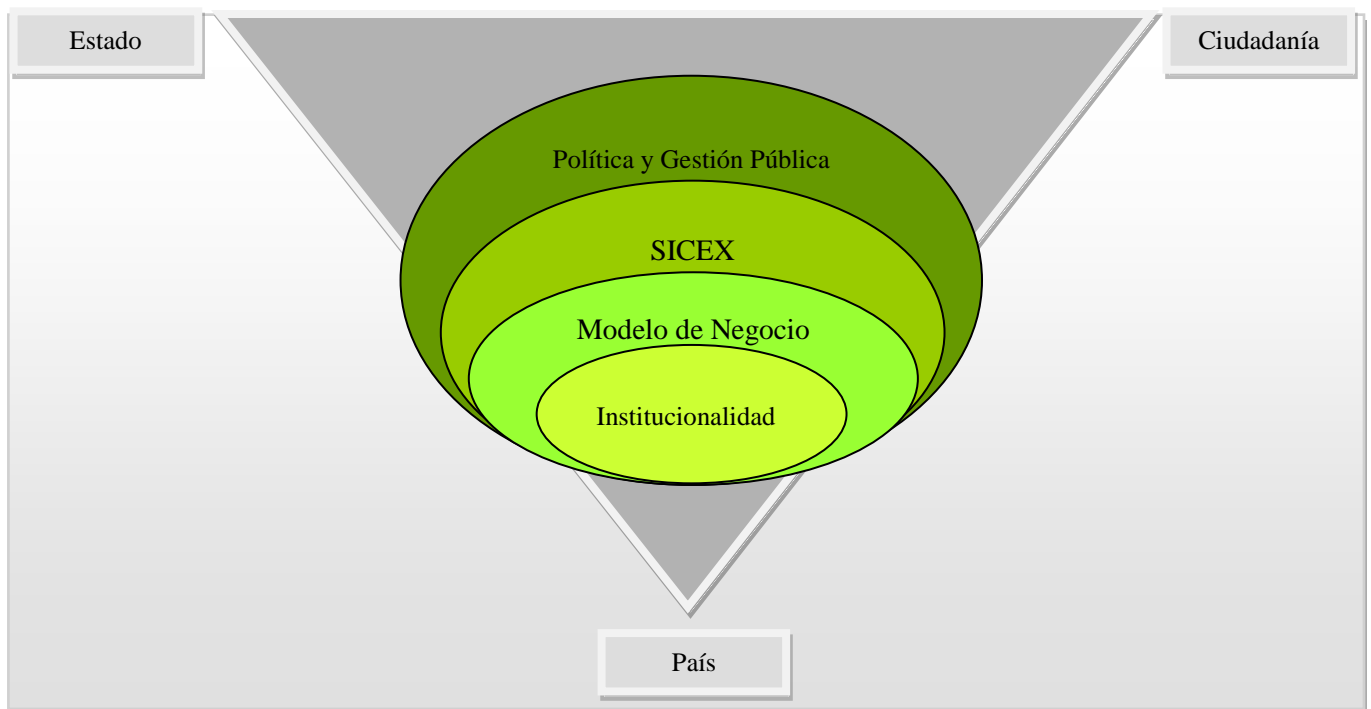 Estado
Ciudadanía
Política y Gestión Pública
SICEX
Modelo de Negocio
Institucionalidad
País